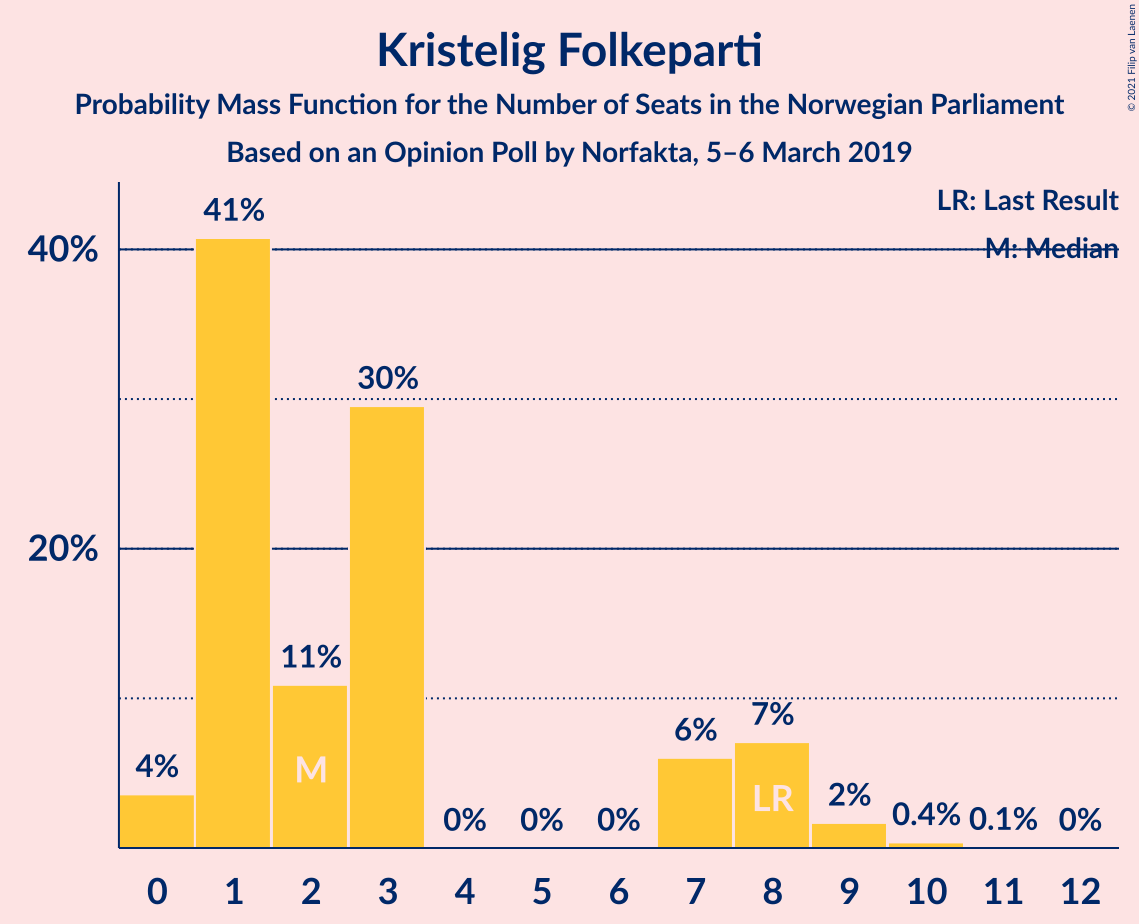 Kristelig Folkeparti
Probability Mass Function for the Number of Seats in the Norwegian Parliament
Based on an Opinion Poll by Norfakta, 5–6 March 2019
© 2021 Filip van Laenen
LR: Last Result
M: Median
40%
20%
41%
30%
11%
4%
M
0%
0%
0%
6%
7%
LR
2%
0.4%
0.1%
0%
0 1 2 3 4 5 6 7 8 9 10 11 12